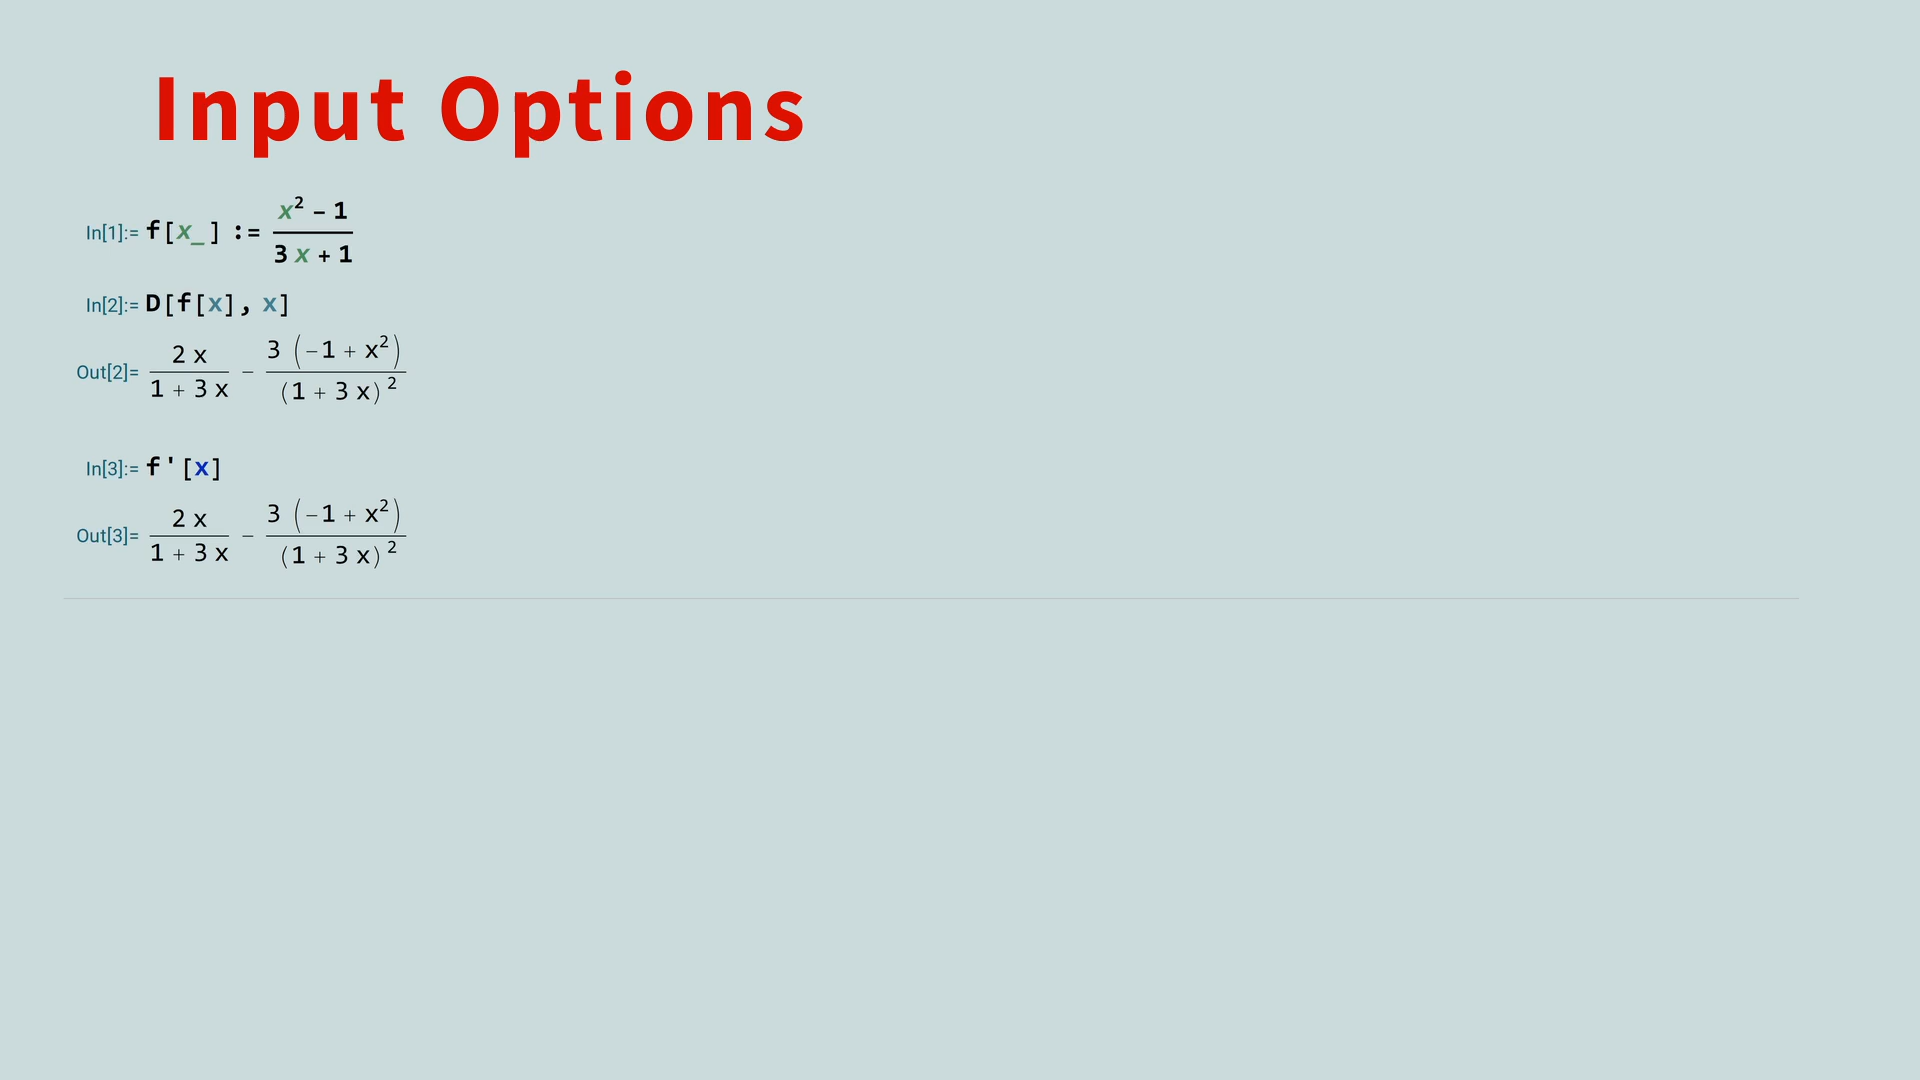 Input Options
In[1]:= f[x_] := (x² - 1)/(3 x + 1)
In[2]:= D[f[x], x]
Out[2]= (2 x)/(1 + 3 x) - (3 (-1 + x²))/((1 + 3 x)²)
In[3]:= f'[x]
Out[3]= (2 x)/(1 + 3 x) - (3 (-1 + x²))/((1 + 3 x)²)